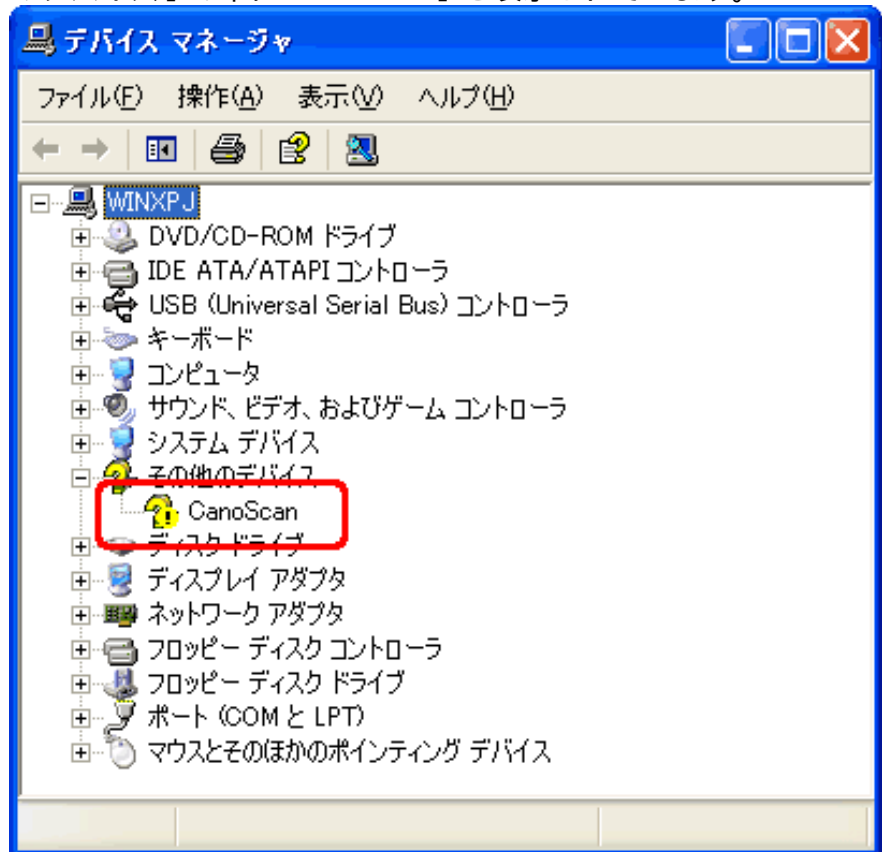 デバイス マネージャ
ファイル(F) 操作(A) 表示(V) ヘルプ(H)
WINXPJ
DVD/CD-ROM ドライブ
IDE ATA/ATAPI コントローラ
USB (Universal Serial Bus) コントローラ
キーボード
コンピュータ
サウンド、ビデオ、およびゲーム コントローラ
システム デバイス
その他のデバイス
CanoScan
ディスク ドライブ
ディスプレイ アダプタ
ネットワーク アダプタ
フロッピー ディスク コントローラ
フロッピー ディスク ドライブ
ポート (COM と LPT)
マウスとそのほかのポインティング デバイス